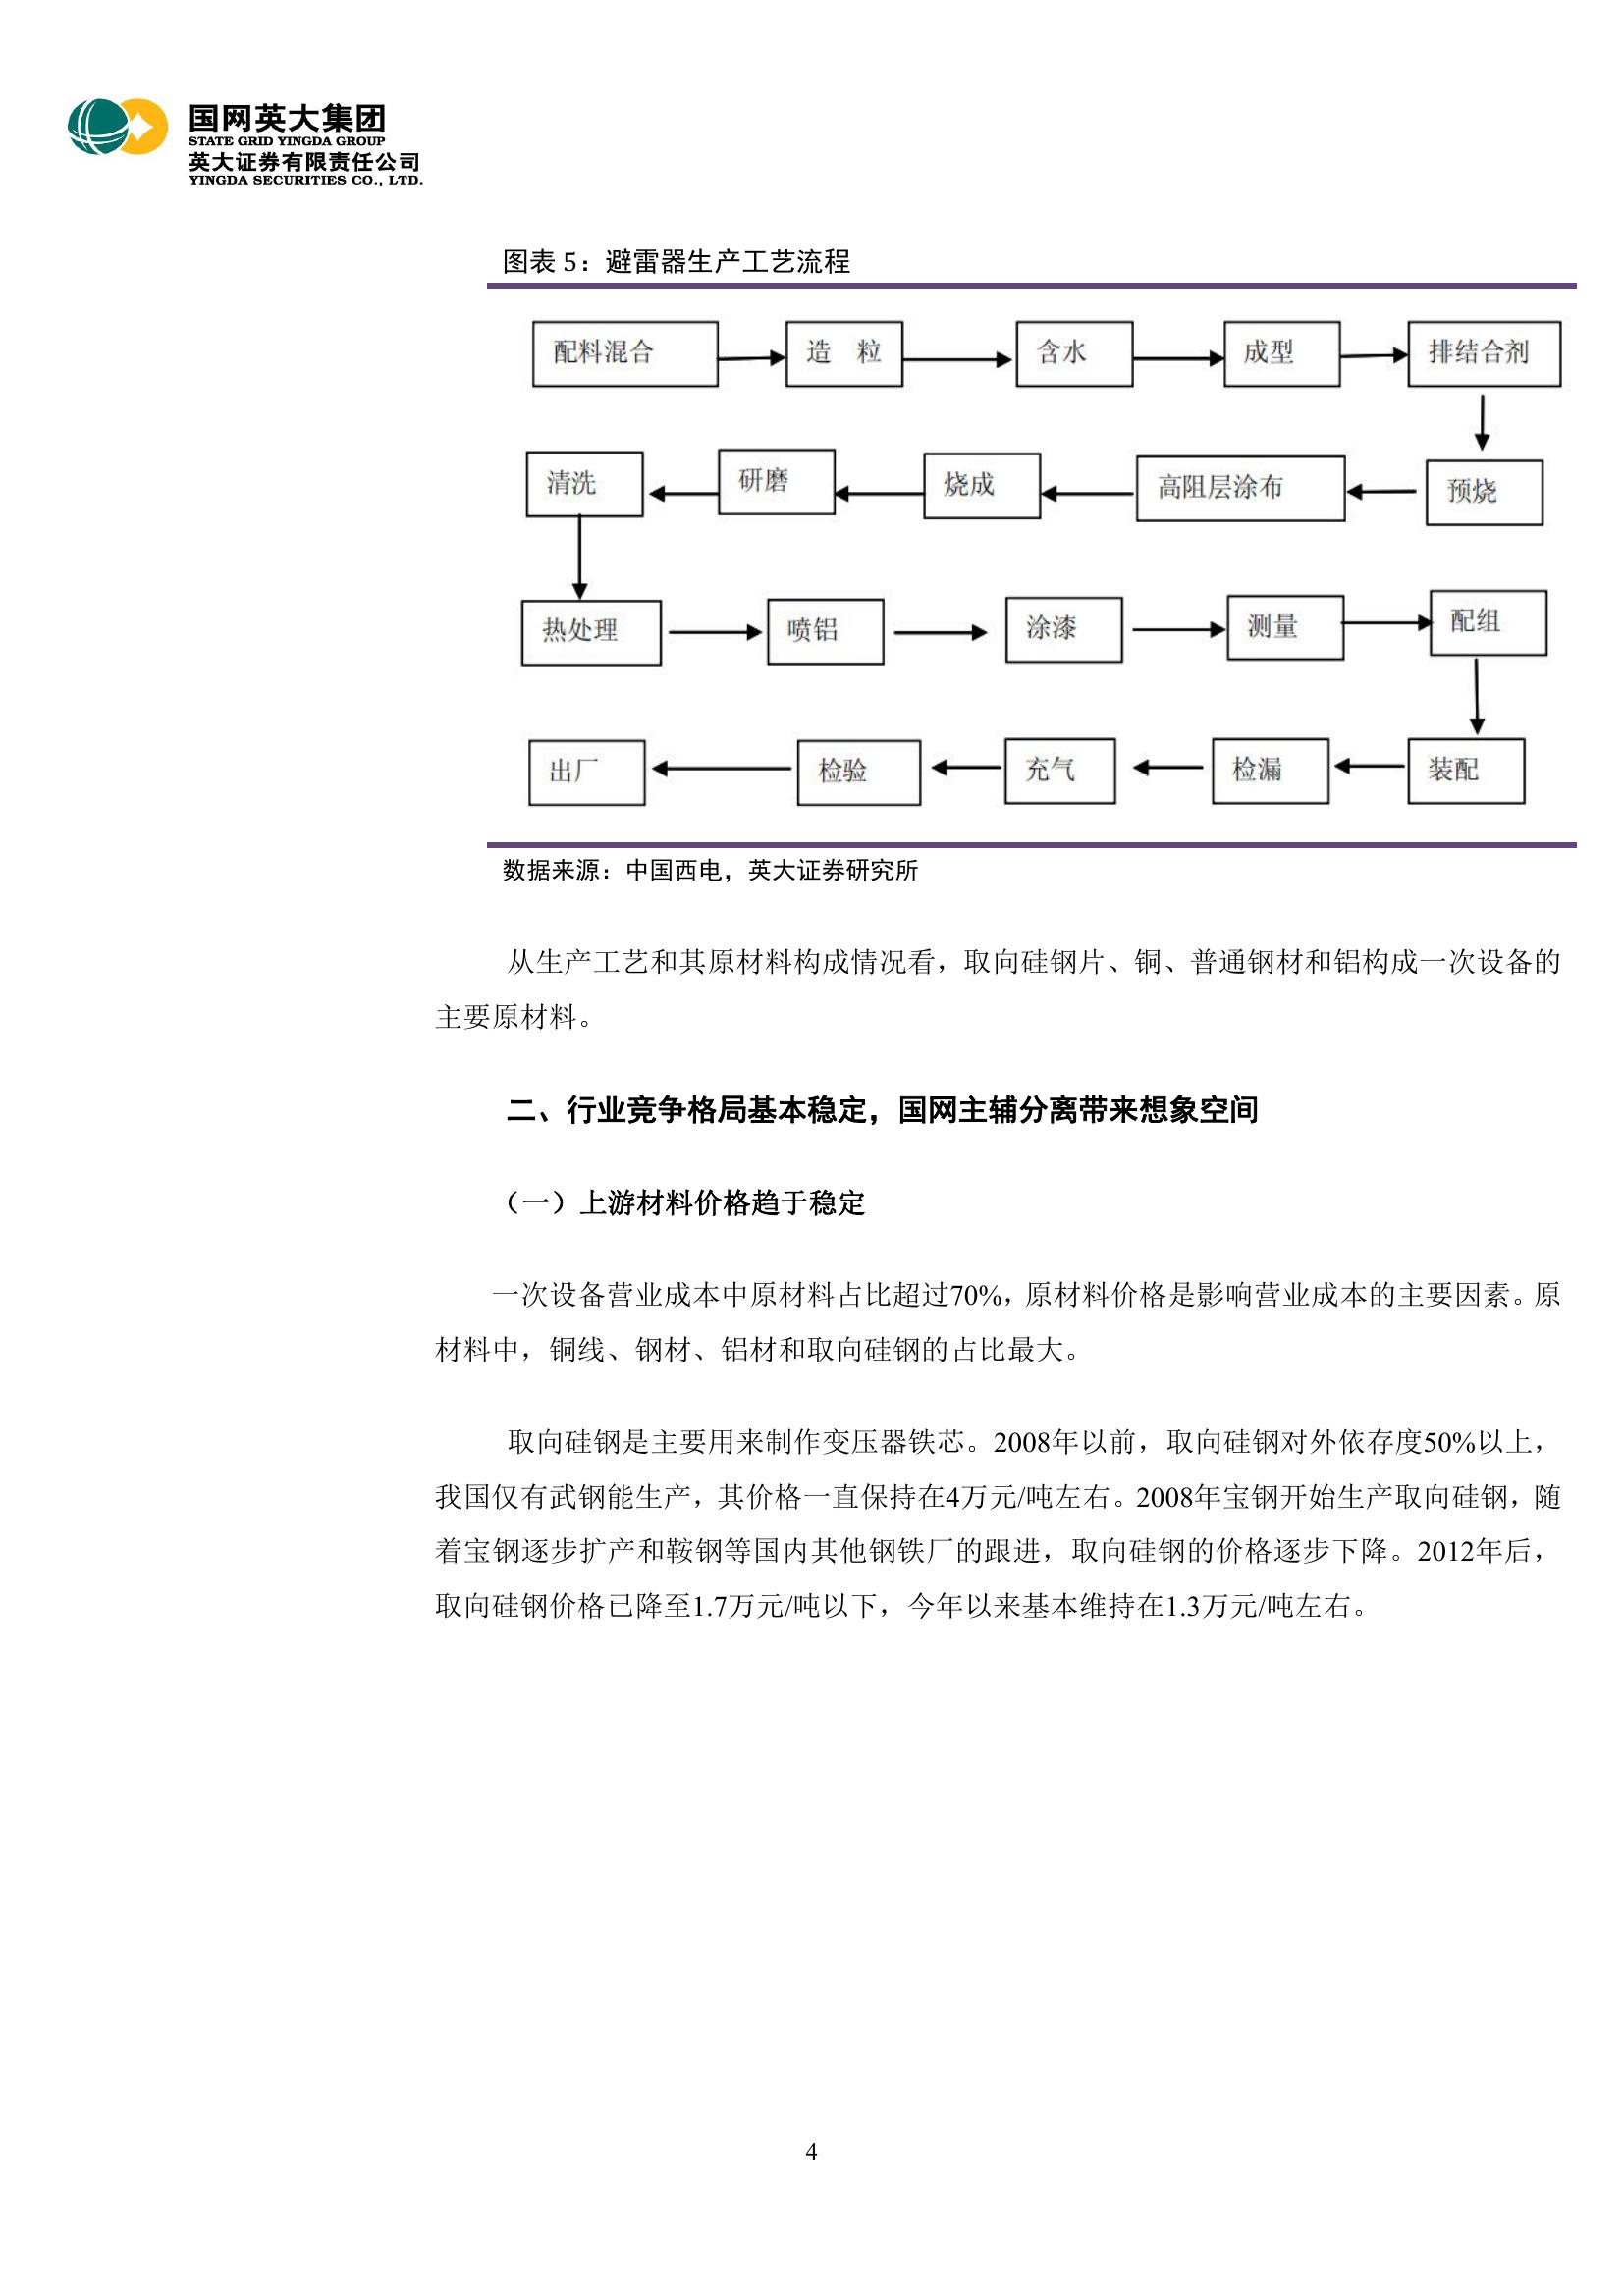 国网英大集团
STATE GRID YINGDA GROUP
英大证券有限责任公司
YINGDA SECURITIES CO., LTD.
图表 5：避雷器生产工艺流程
配料混合 造 粒 含水 成型 排结合剂
清洗 研磨 烧成 高阻层涂布 预烧
热处理 喷铝 涂漆 测量 配组
出厂 检验 充气 检漏 装配
数据来源：中国西电，英大证券研究所
从生产工艺和其原材料构成情况看，取向硅钢片、铜、普通钢材和铝构成一次设备的
主要原材料。
二、行业竞争格局基本稳定，国网主辅分离带来想象空间
（一）上游材料价格趋于稳定
一次设备营业成本中原材料占比超过70%，原材料价格是影响营业成本的主要因素。原
材料中，铜线、钢材、铝材和取向硅钢的占比最大。
取向硅钢是主要用来制作变压器铁芯。2008年以前，取向硅钢对外依存度50%以上，
我国仅有武钢能生产，其价格一直保持在4万元/吨左右。2008年宝钢开始生产取向硅钢，随
着宝钢逐步扩产和鞍钢等国内其他钢铁厂的跟进，取向硅钢的价格逐步下降。2012年后，
取向硅钢价格已降至1.7万元/吨以下，今年以来基本维持在1.3万元/吨左右。
4